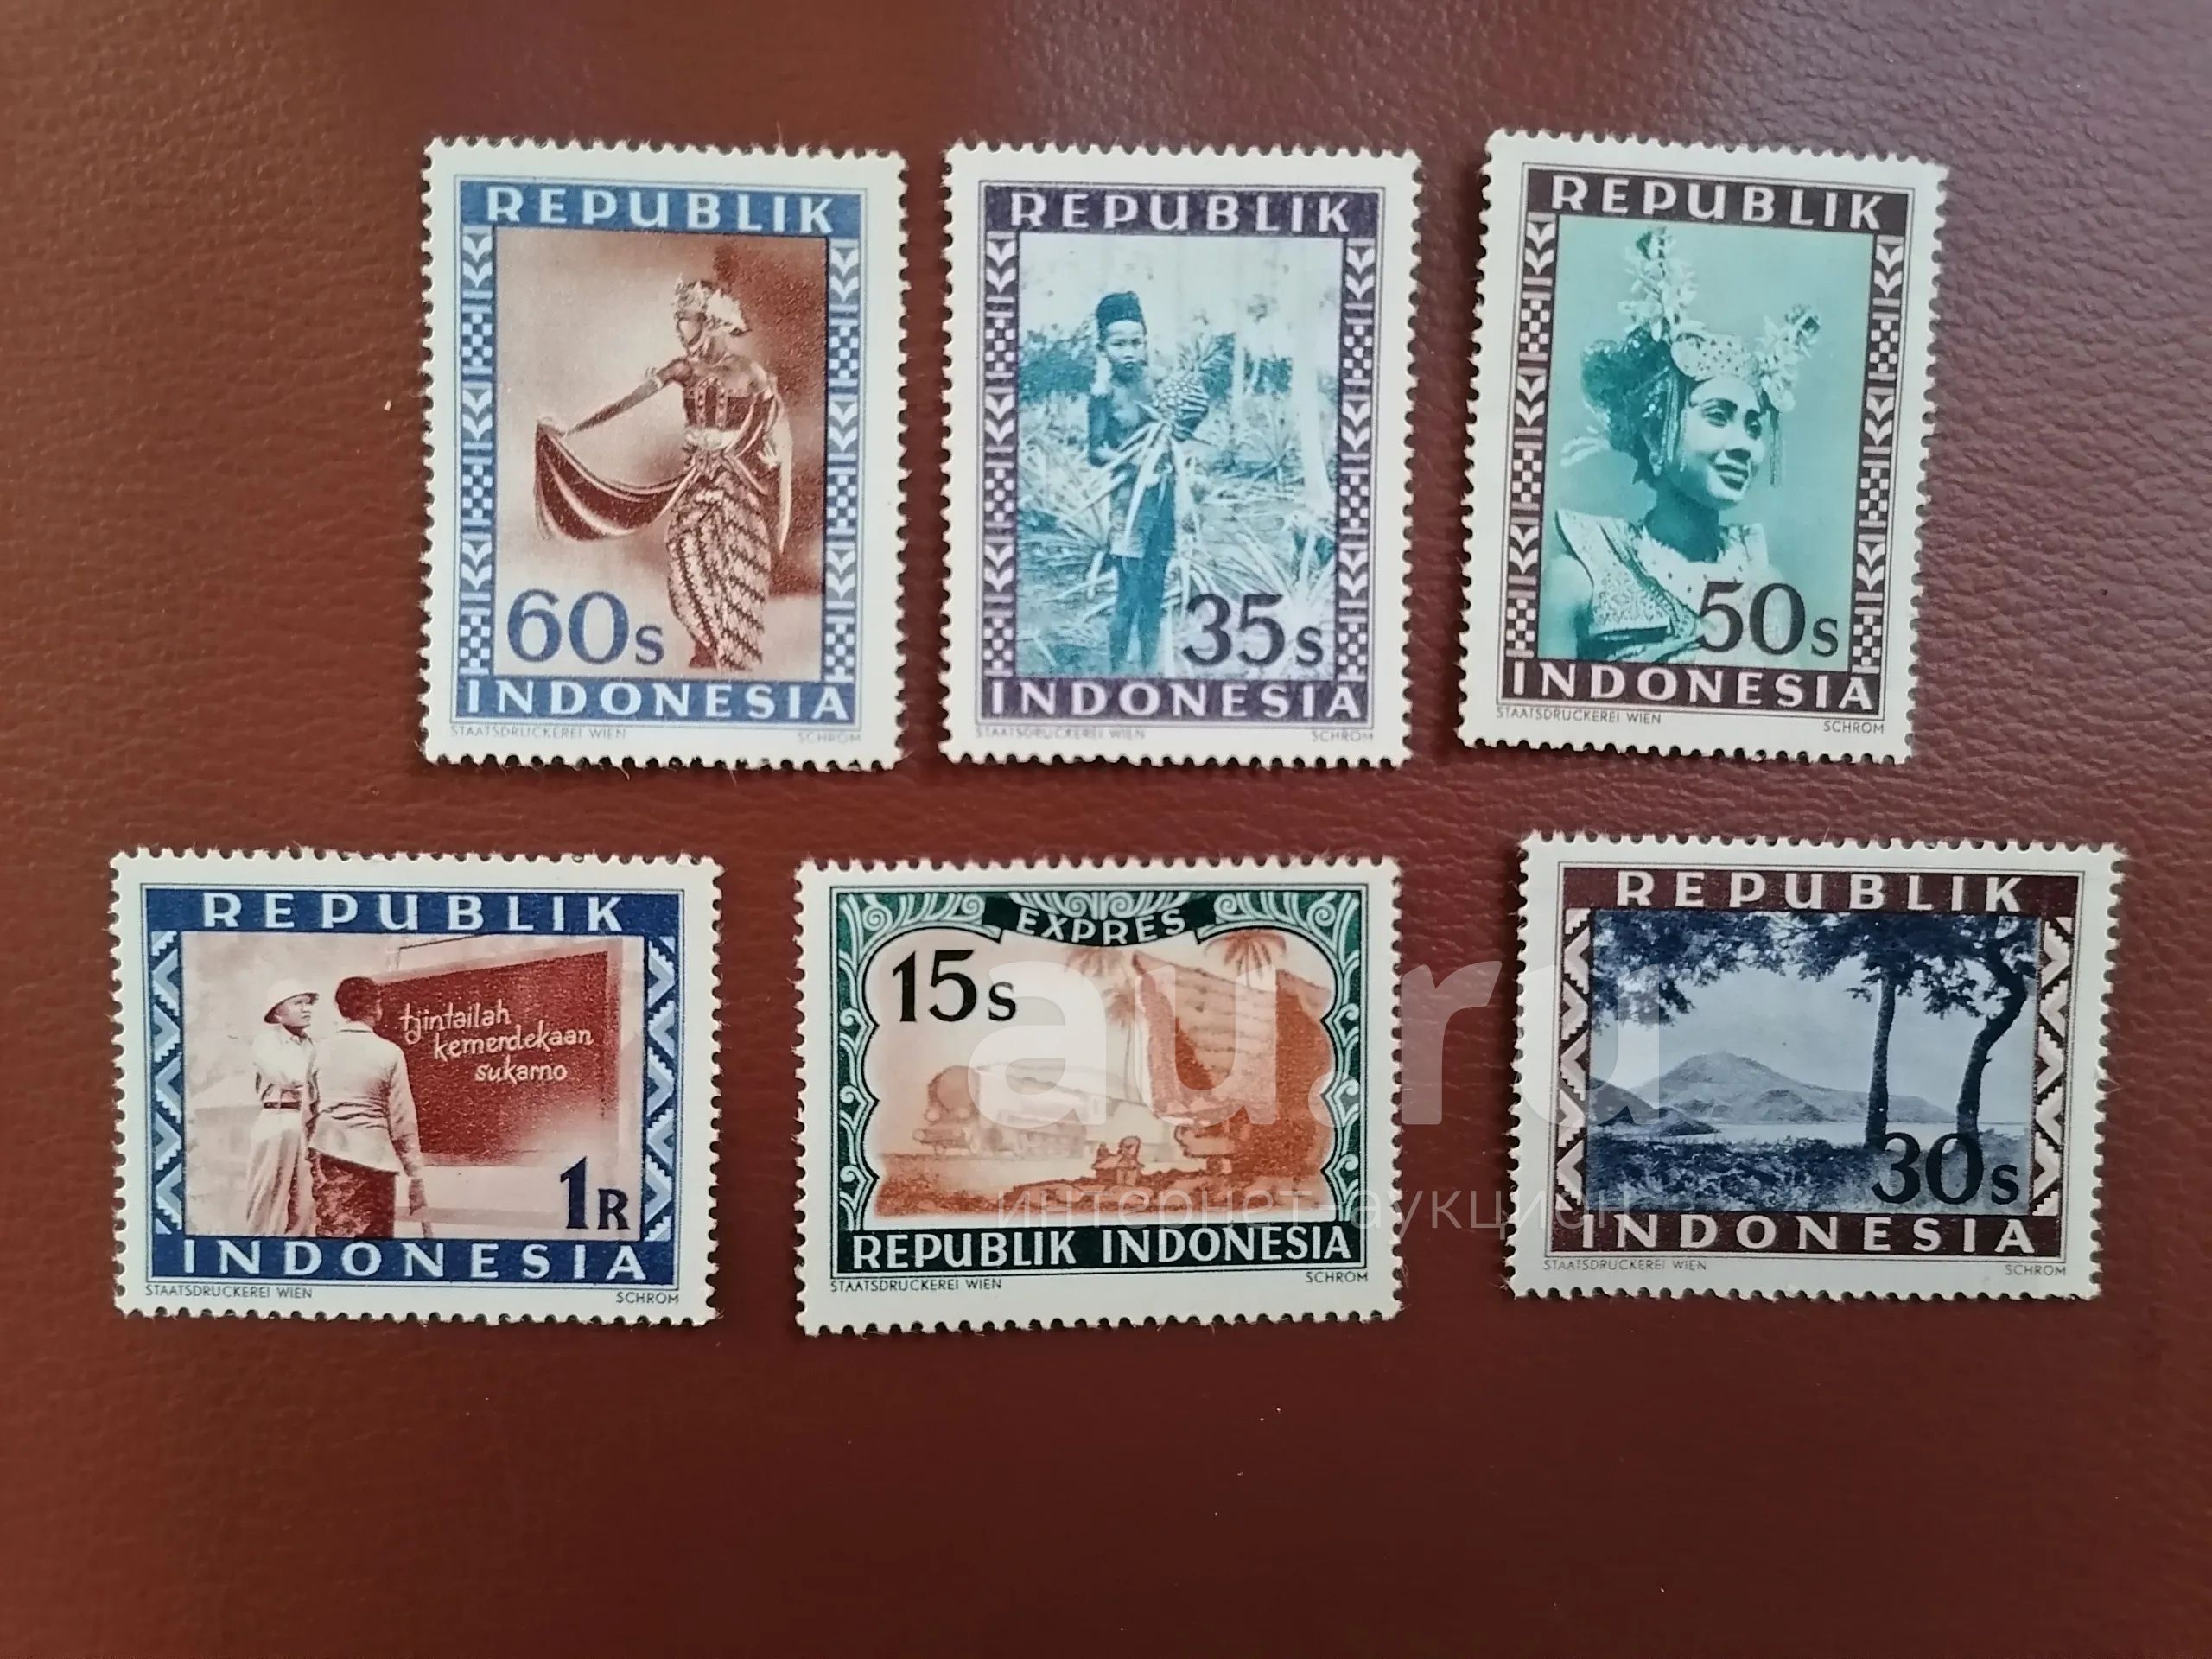 REPUBLIK
60s
INDONESIA
STAATSDRUCKEREI WIEN SCHROM
REPUBLIK
35s
INDONESIA
STAATSDRUCKEREI WIEN SCHROM
REPUBLIK
50s
INDONESIA
STAATSDRUCKEREI WIEN SCHROM
REPUBLIK
tjintailah
kemerdekaan
sukarno
1R
INDONESIA
STAATSDRUCKEREI WIEN SCHROM
EXPRES
15s
REPUBLIK INDONESIA
STAATSDRUCKEREI WIEN SCHROM
REPUBLIK
30s
INDONESIA
STAATSDRUCKEREI WIEN SCHROM
au.ru
интернет-аукцион